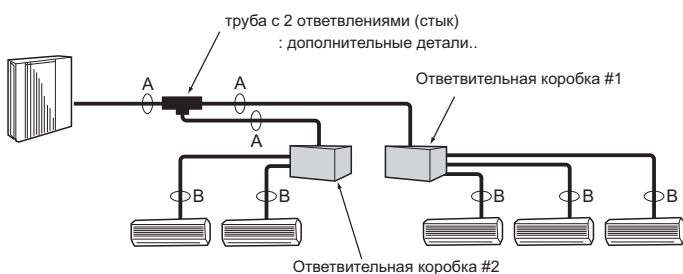 труба с 2 ответвлениями (стык)
: дополнительные детали..
Ответвительная коробка #1
A
A
A
B
B
B
B
B
Ответвительная коробка #2